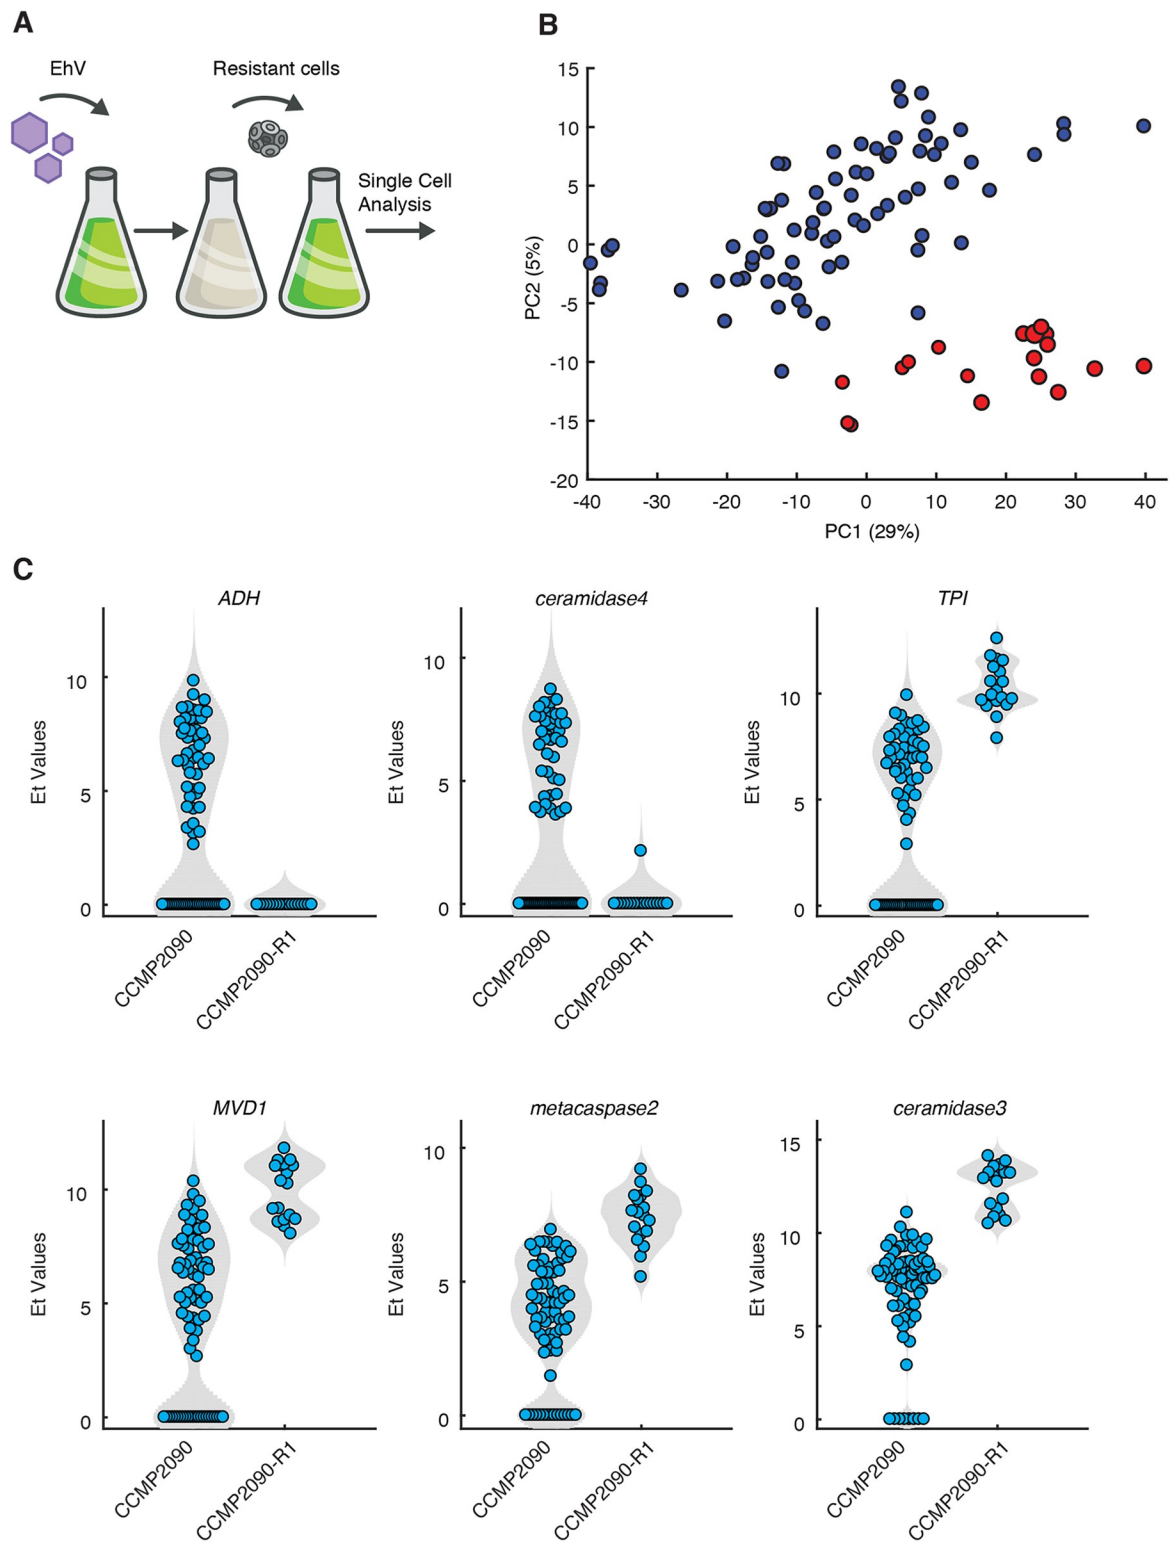 A
EhV
Resistant cells
Single Cell
Analysis
B
15
10
5
0
-5
-10
-15
-20
PC2 (5%)
-40 -30 -20 -10 0 10 20 30 40
PC1 (29%)
C
ADH
10
5
0
Et Values
CCMP2090
CCMP2090-R1
ceramidase4
10
5
0
Et Values
CCMP2090
CCMP2090-R1
TPI
10
5
0
Et Values
CCMP2090
CCMP2090-R1
MVD1
10
5
0
Et Values
CCMP2090
CCMP2090-R1
metacaspase2
10
5
0
Et Values
CCMP2090
CCMP2090-R1
ceramidase3
15
10
5
0
Et Values
CCMP2090
CCMP2090-R1